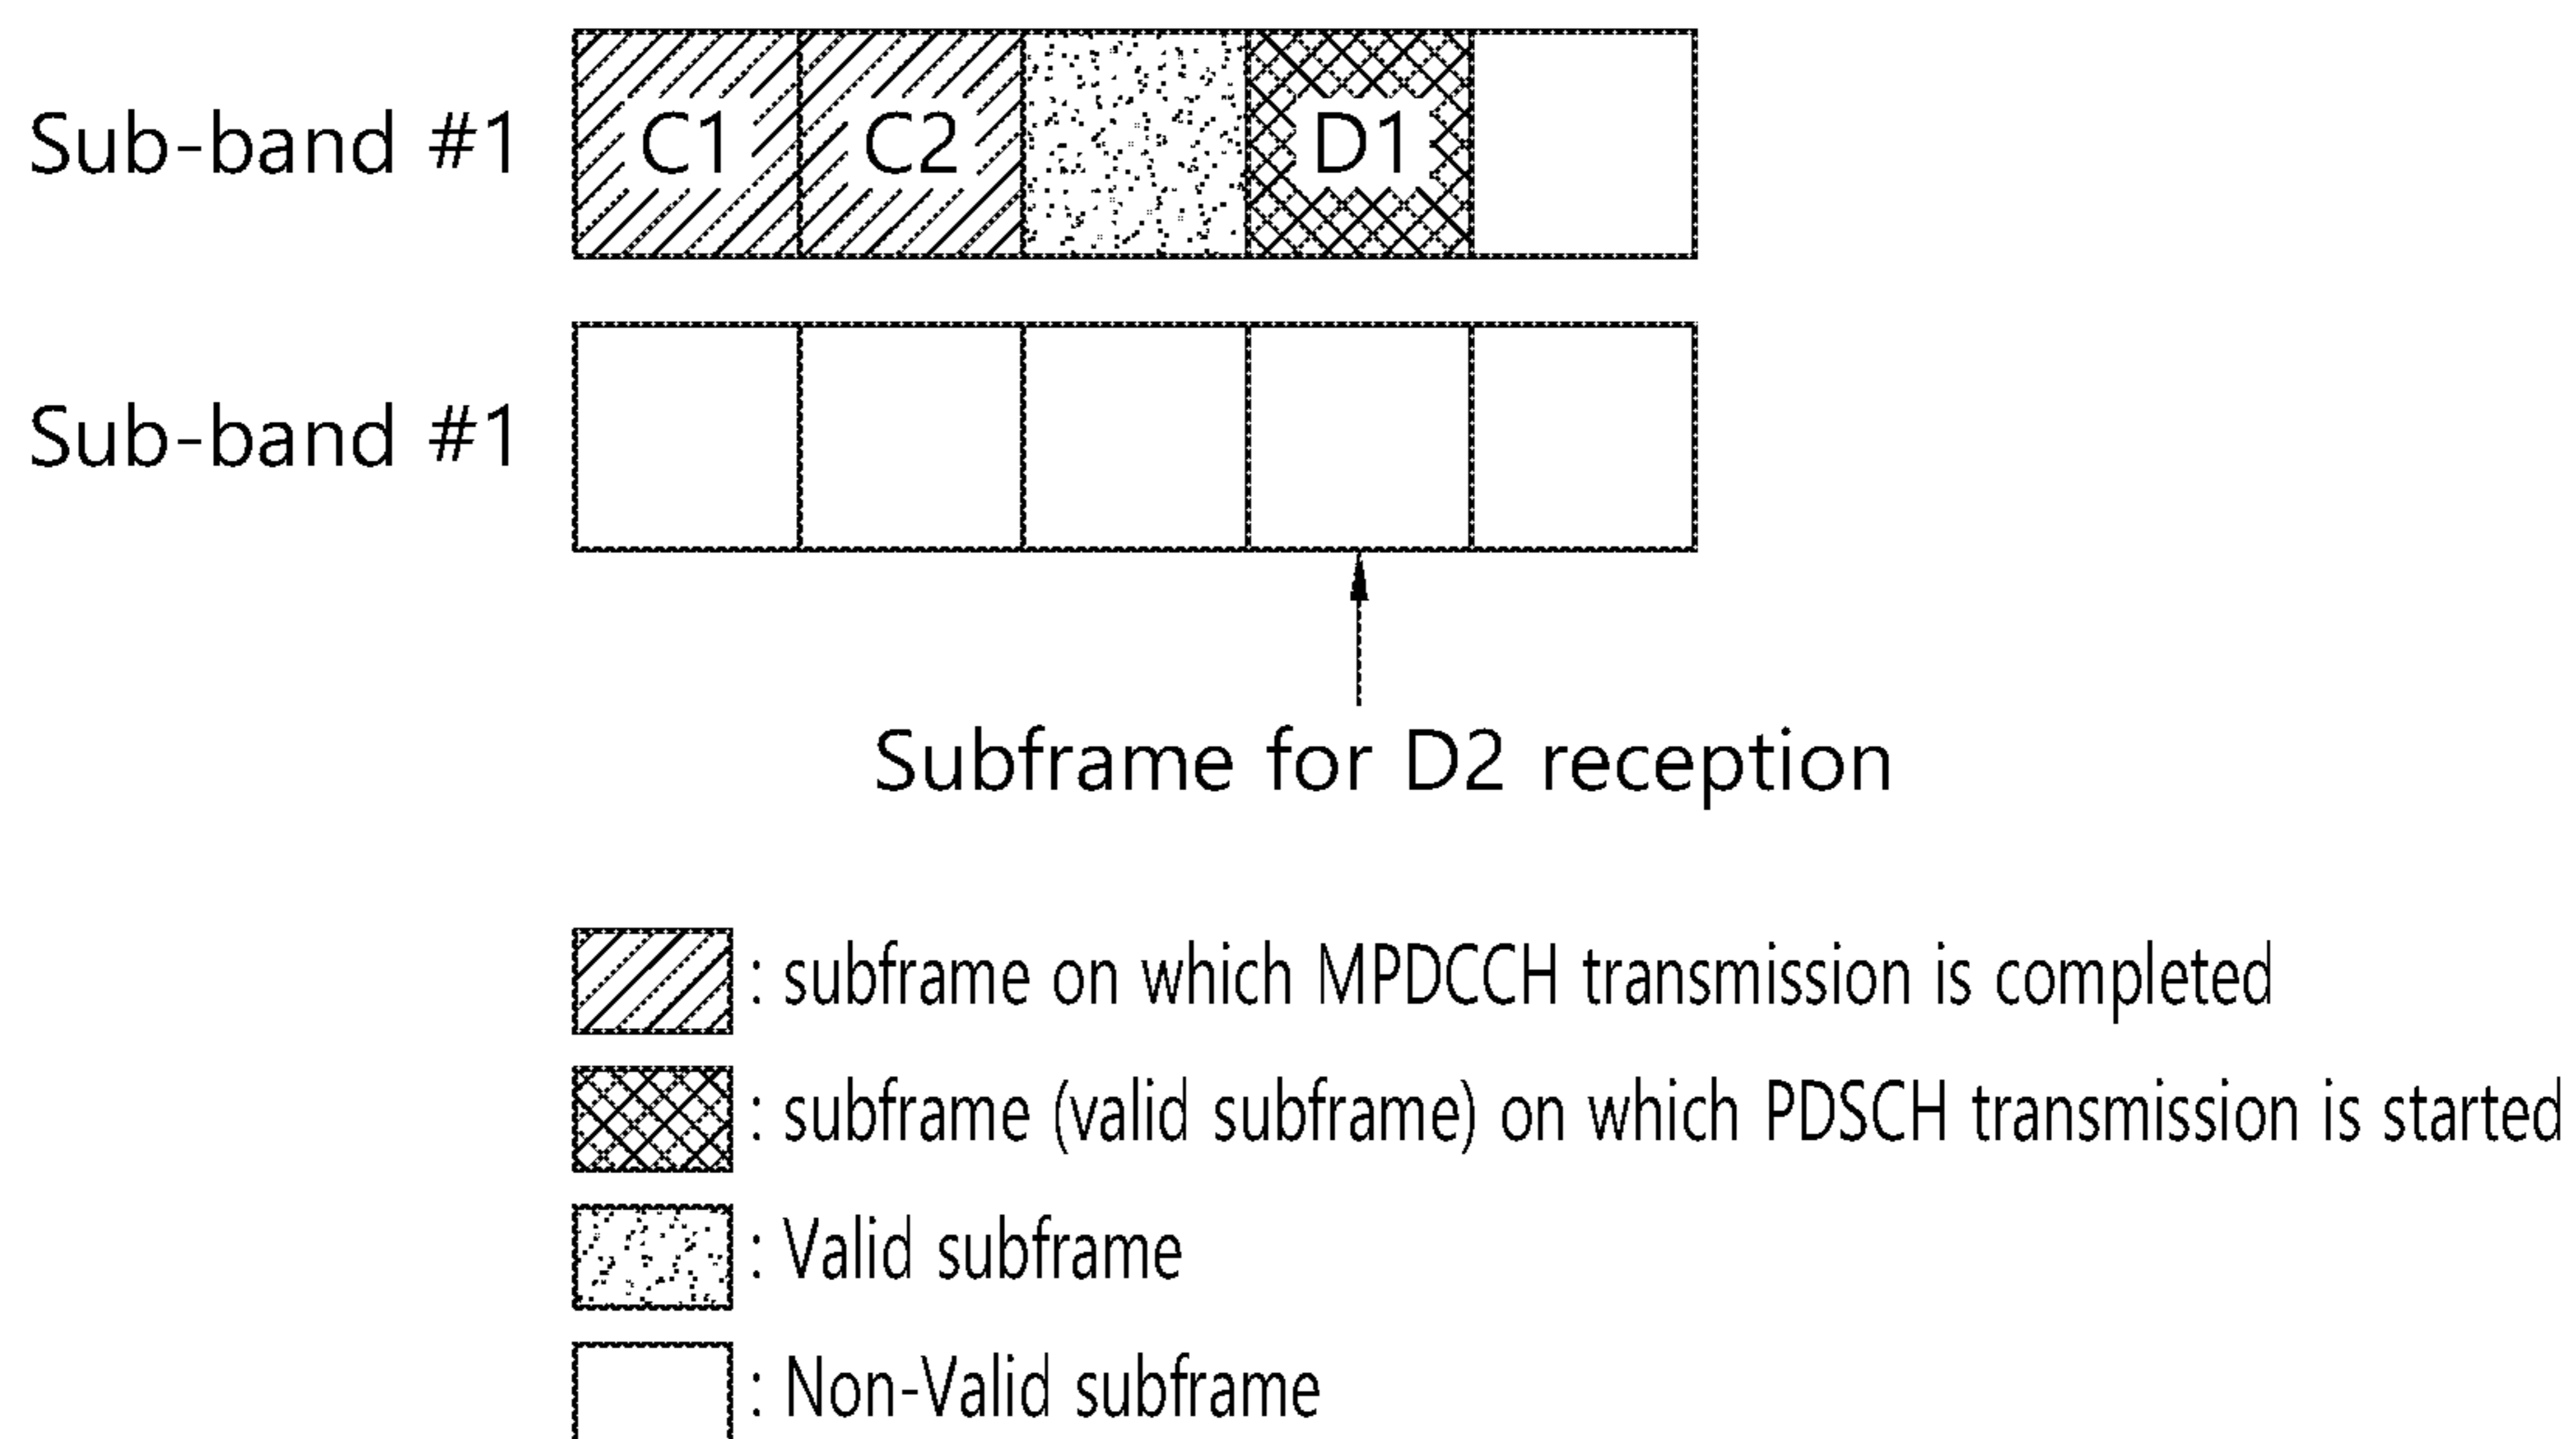 Sub-band #1 C1 C2 D1
Sub-band #1
Subframe for D2 reception
: subframe on which MPDCCH transmission is completed
: subframe (valid subframe) on which PDSCH transmission is started
: Valid subframe
: Non-Valid subframe